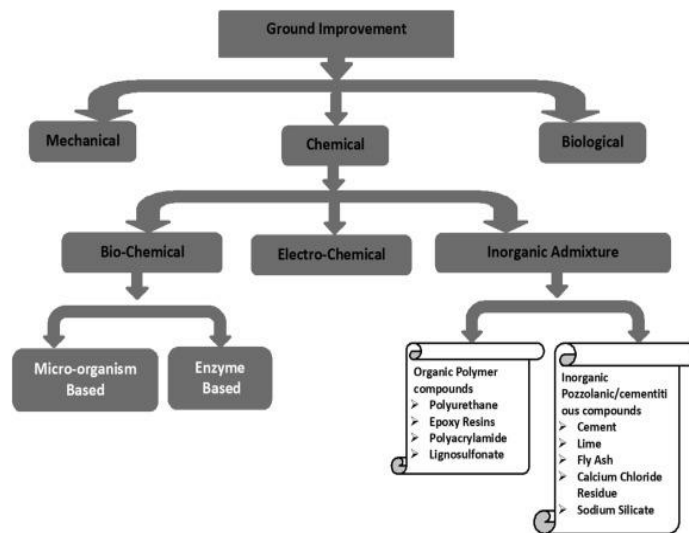 Ground Improvement
Mechanical
Chemical
Biological
Bio-Chemical
Electro-Chemical
Inorganic Admixture
Micro-organism
Based
Enzyme
Based
Organic Polymer
compounds
➤ Polyurethane
➤ Epoxy Resins
➤ Polyacrylamide
➤ Lignosulfonate
Inorganic
Pozzolanic/cementiti
ous compounds
➤ Cement
➤ Lime
➤ Fly Ash
➤ Calcium Chloride
Residue
➤ Sodium Silicate